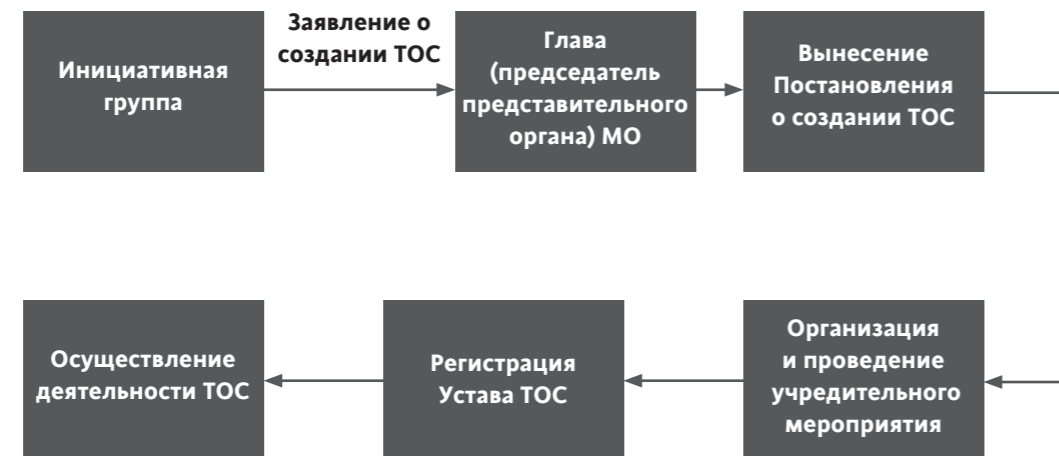 Инициативная
группа
Заявление о
создании ТОС
Глава
(председатель
представительного
органа) МО
Вынесение
Постановления
о создании ТОС
Организация
и проведение
учредительного
мероприятия
Регистрация
Устава ТОС
Осуществление
деятельности ТОС